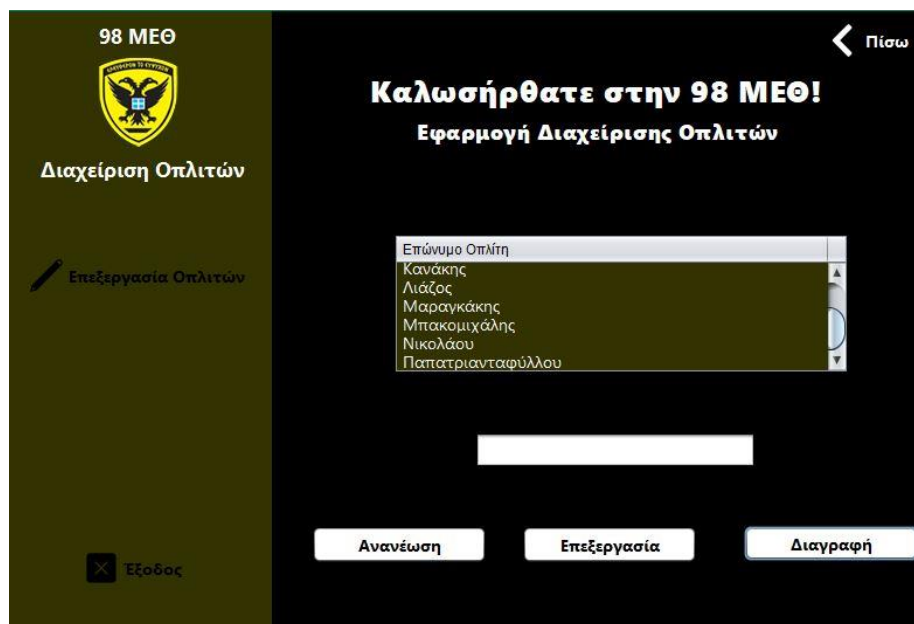 98 ΜΕΘ
Διαχείριση Οπλιτών
Επεξεργασία Οπλιτών
Έξοδος
Πίσω
Καλωσήρθατε στην 98 ΜΕΘ!
Εφαρμογή Διαχείρισης Οπλιτών
Επώνυμο Οπλίτη
Κανάκης
Λιάζος
Μαραγκάκης
Μπακομιχάλης
Νικολάου
Παπατριανταφύλλου
Ανανέωση
Επεξεργασία
Διαγραφή